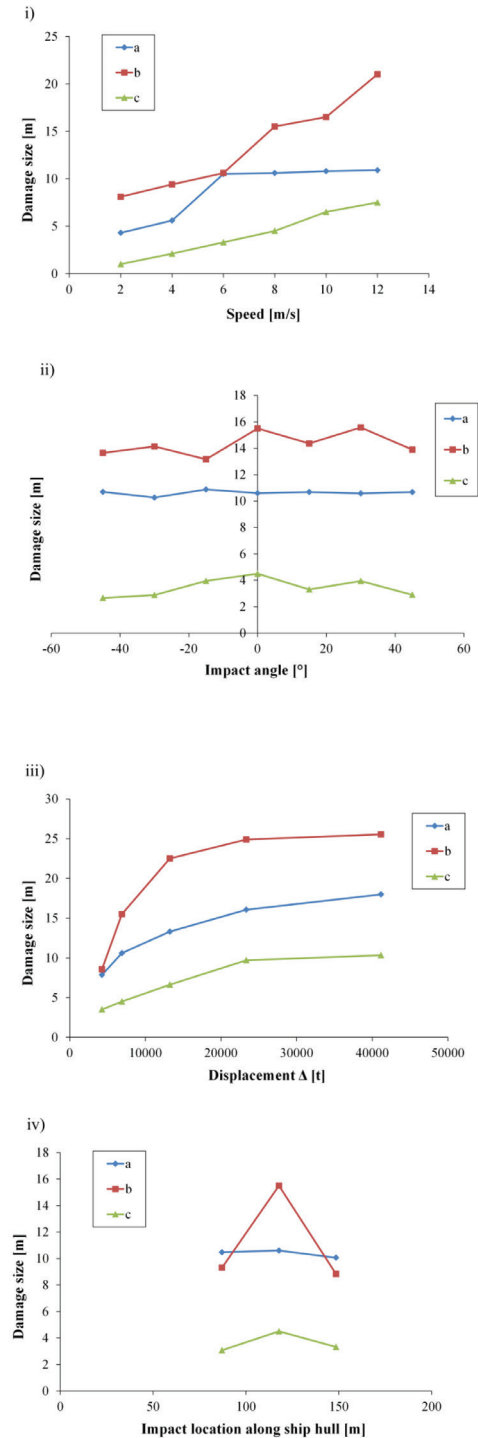 i)
25
20
15
10
5
0
0 2 4 6 8 10 12 14
Damage size [m]
Speed [m/s]
a
b
c
ii)
18
16
14
12
10
8
6
4
2
0
-60 -40 -20 0 20 40 60
Damage size [m]
Impact angle [°]
a
b
c
iii)
30
25
20
15
10
5
0
0 10000 20000 30000 40000 50000
Damage size [m]
Displacement Δ [t]
a
b
c
iv)
18
16
14
12
10
8
6
4
2
0
0 50 100 150 200
Damage size [m]
Impact location along ship hull [m]
a
b
c